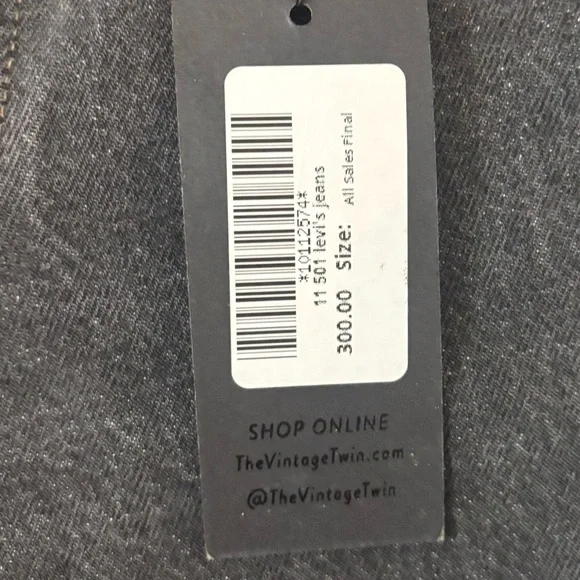 *10112574*
11 501 levi's jeans
300.00 Size: All Sales Final
SHOP ONLINE
TheVintageTwin.com
@TheVintageTwin